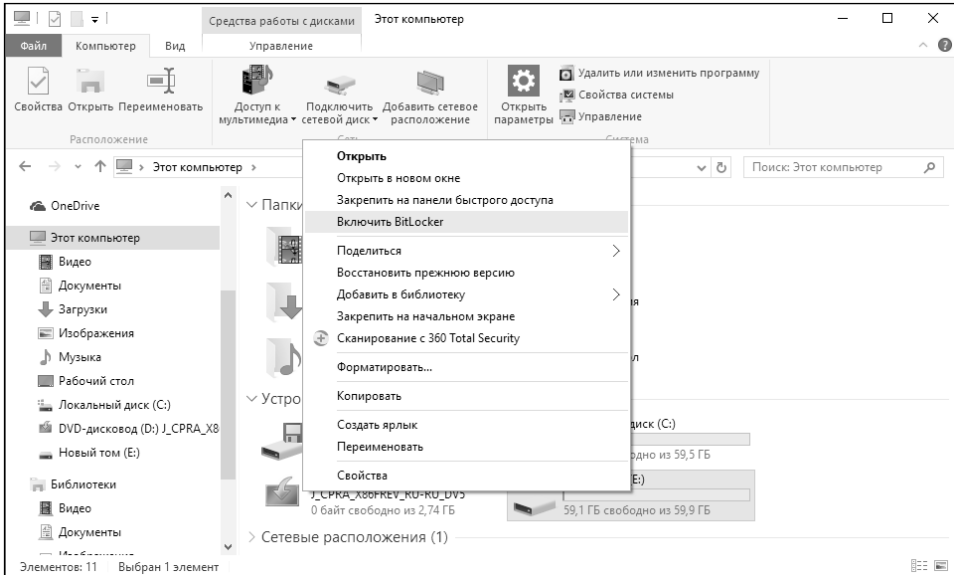 Средства работы с дисками Этот компьютер
Файл Компьютер Вид Управление
Свойства Открыть Переименовать
Доступ к мультимедиа
Подключить сетевой диск
Добавить сетевое расположение
Открыть параметры
Удалить или изменить программу
Свойства системы
Управление
Расположение
Этот компьютер
Поиск: Этот компьютер
OneDrive
Этот компьютер
Видео
Документы
Загрузки
Изображения
Музыка
Рабочий стол
Локальный диск (C:)
DVD-дисковод (D:) J_CPRA_X8
Новый том (E:)
Библиотеки
Видео
Документы
Открыть
Открыть в новом окне
Закрепить на панели быстрого доступа
Включить BitLocker
Поделиться
Восстановить прежнюю версию
Добавить в библиотеку
Закрепить на начальном экране
Сканирование с 360 Total Security
Форматировать...
Копировать
Создать ярлык
Переименовать
Свойства
(C:)
из 59,5 ГБ
E:)
59,1 ГБ свободно из 59,9 ГБ
J_CPRA_X86FREV_RU-RU_DV5
0 байт свободно из 2,74 ГБ
Сетевые расположения (1)
Элементов: 11 Выбран 1 элемент